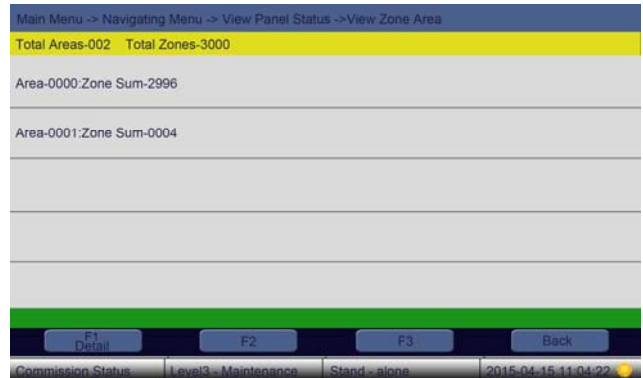 Main Menu -> Navigating Menu -> View Panel Status ->View Zone Area
Total Areas-002 Total Zones-3000
Area-0000:Zone Sum-2996
Area-0001:Zone Sum-0004
F1 F2 F3 Back
Detail
Commission Status Level3 - Maintenance Stand - alone 2015-04-15 11:04:22